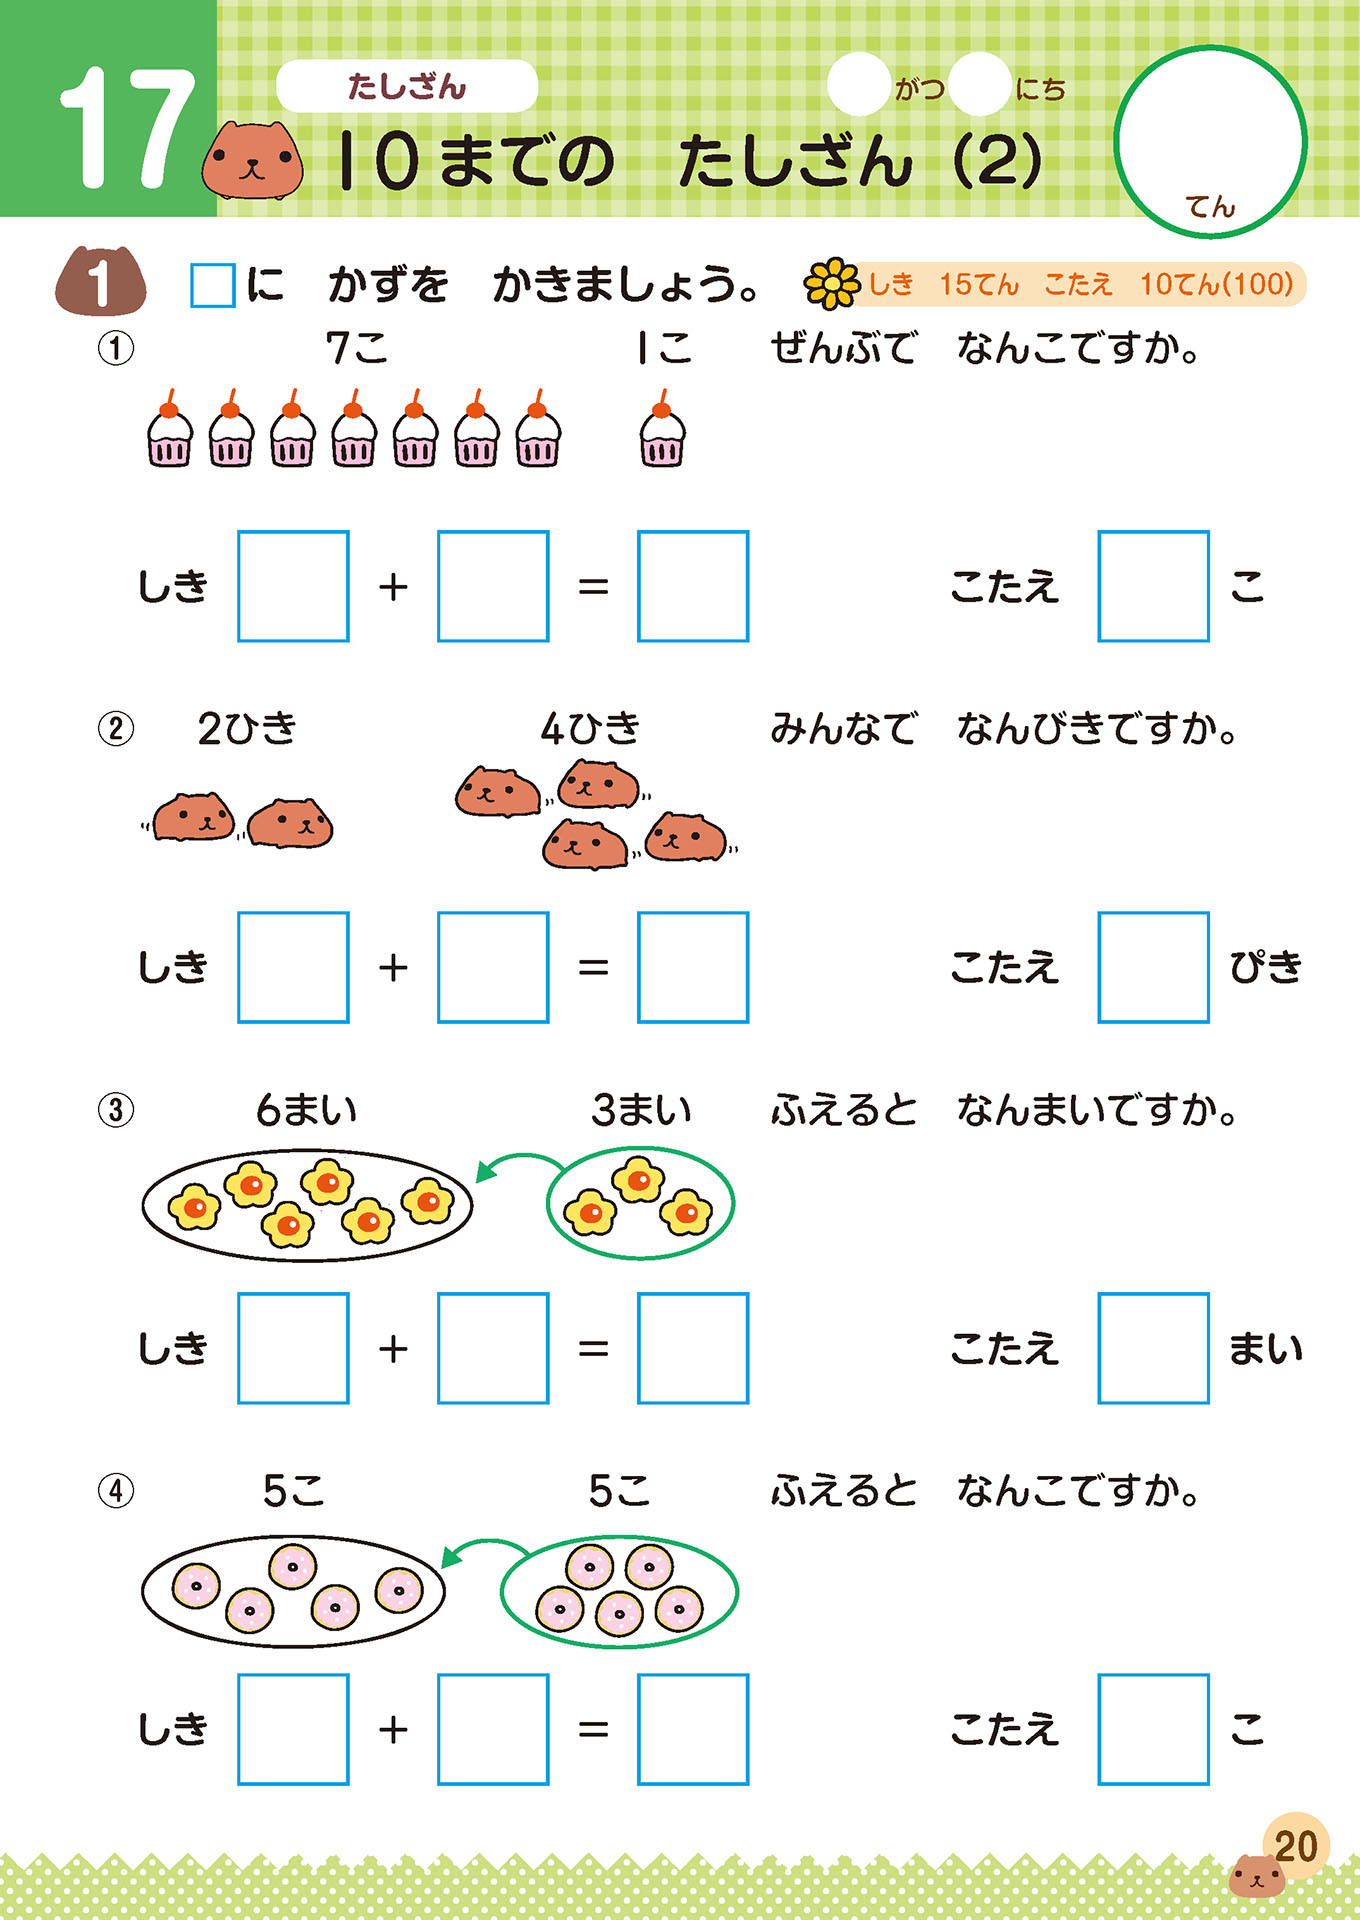 17
たしざん
がつ にち
10までの たしざん (2)
てん
1 □に かずを かきましょう。
しき 15てん こたえ 10てん(100)
① 7こ 1こ ぜんぶで なんこですか。
しき □ + □ = □ こたえ □ こ
② 2ひき 4ひき みんなで なんびきですか。
しき □ + □ = □ こたえ □ ぴき
③ 6まい 3まい ふえると なんまいですか。
しき □ + □ = □ こたえ □ まい
④ 5こ 5こ ふえると なんこですか。
しき □ + □ = □ こたえ □ こ
20